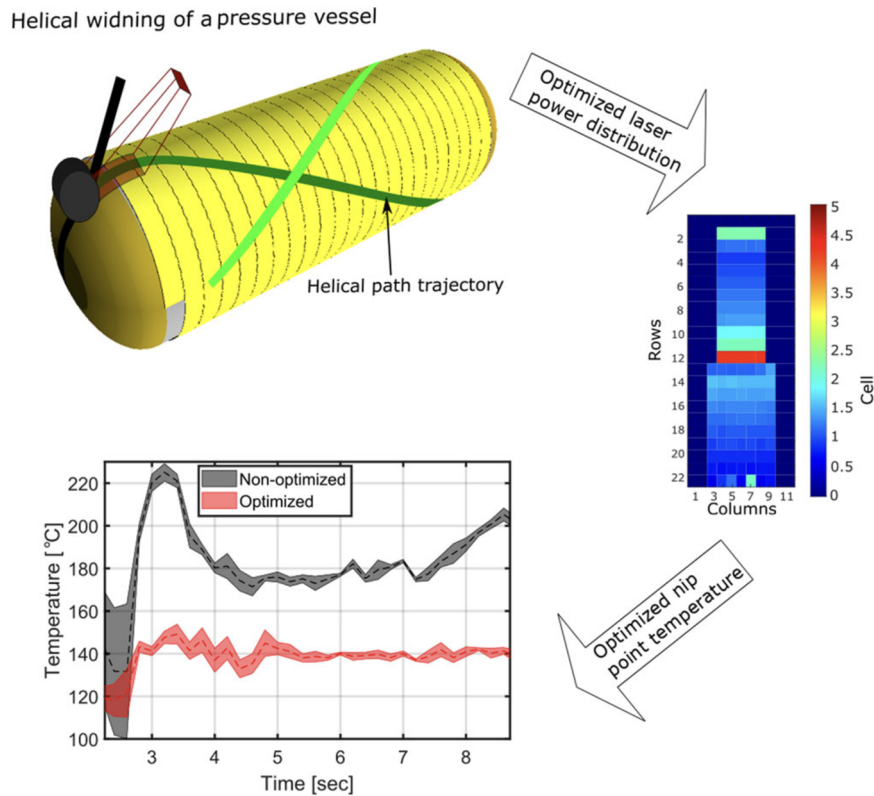 Helical widning of a pressure vessel
Optimized laser
power distribution
Helical path trajectory
5
4.5
4
3.5
3
2.5
2
1.5
1
0.5
0
Cell
Rows
2
4
6
8
10
12
14
16
18
20
22
1 3 5 7 9 11
Columns
Non-optimized
Optimized
Temperature [℃]
220
200
180
160
140
120
100
3 4 5 6 7 8
Time [sec]
Optimized nip
point temperature